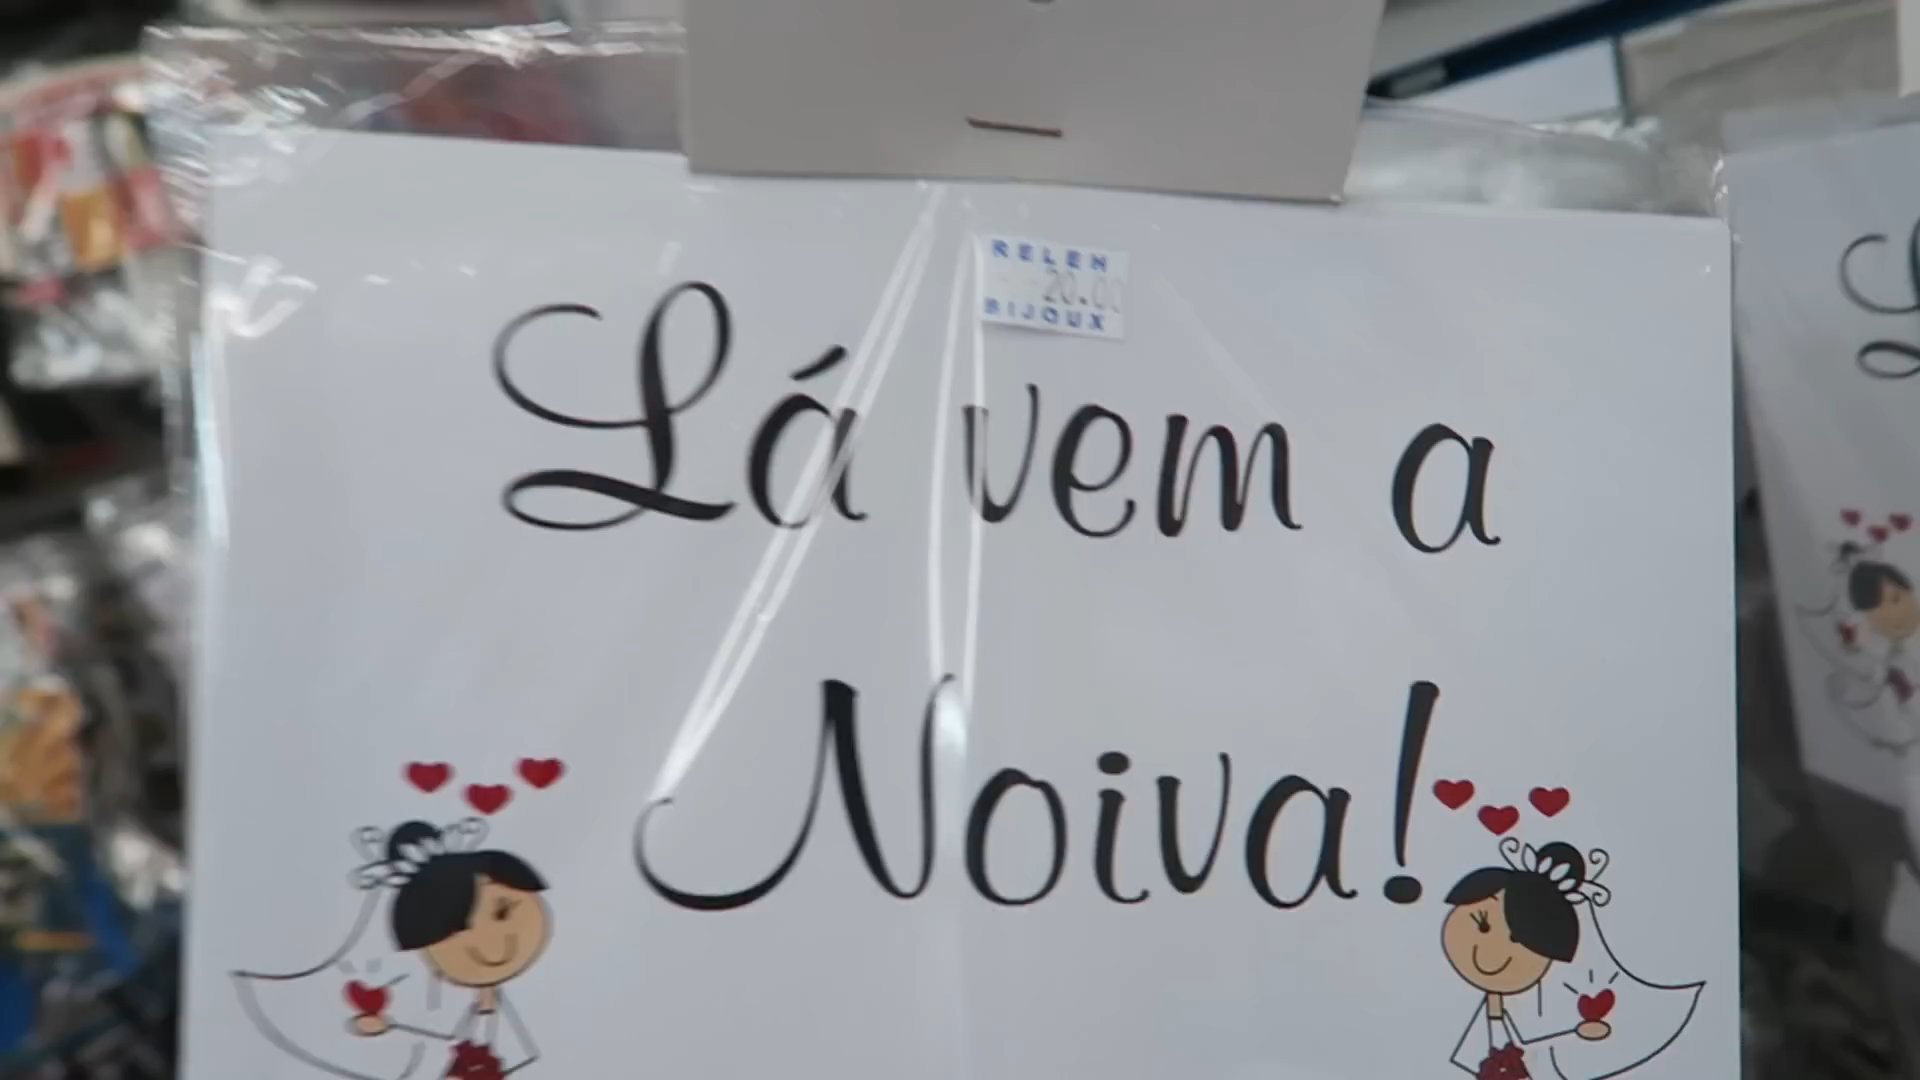 RELEN
20.00
BIJOUX
Lá vem a
Noiva!